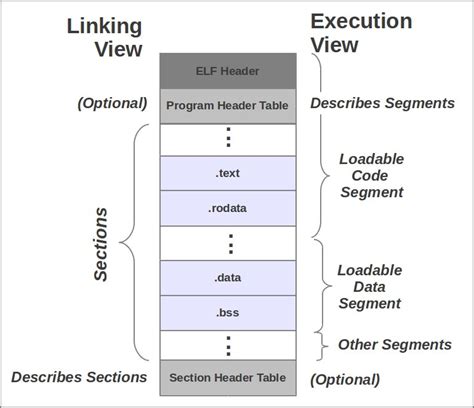 Linking
View
Execution
View
ELF Header
(Optional)
Program Header Table
Describes Segments
.text
.rodata
Loadable
Code
Segment
Sections
.data
.bss
Loadable
Data
Segment
Other Segments
Describes Sections
Section Header Table
(Optional)